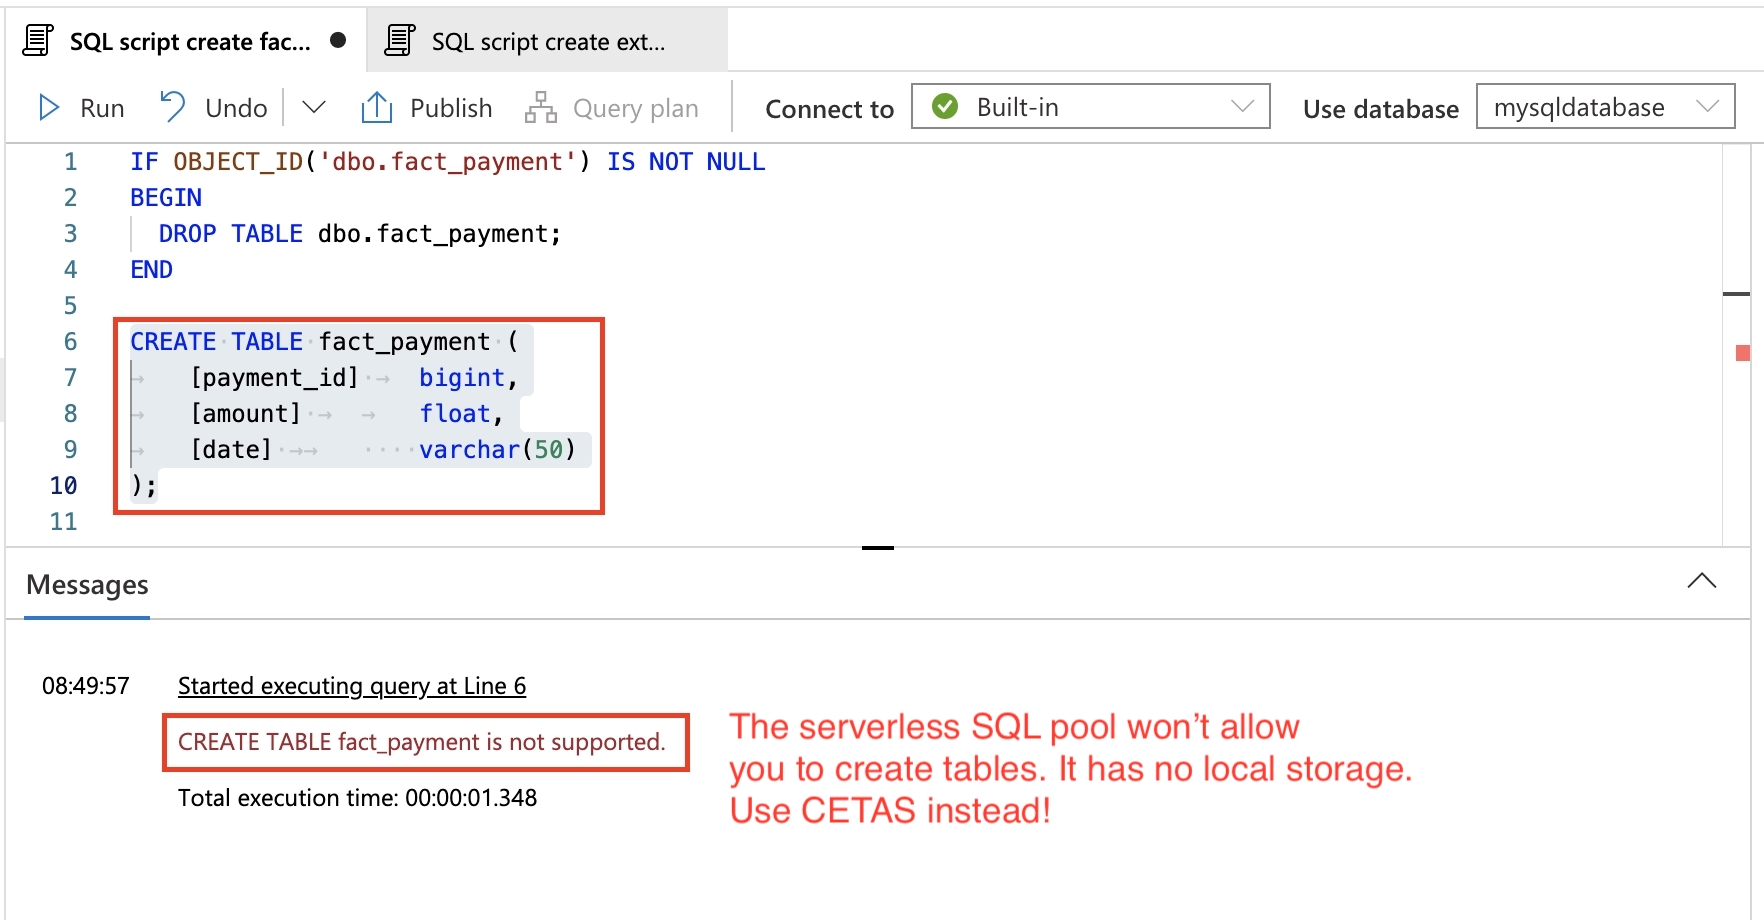 SQL script create fac...
SQL script create ext...
Run Undo Publish Query plan Connect to Built-in Use database mysqldatabase
1 IF OBJECT_ID('dbo.fact_payment') IS NOT NULL
2 BEGIN
3 DROP TABLE dbo.fact_payment;
4 END
5
6 CREATE TABLE fact_payment (
7 [payment_id] bigint,
8 [amount] float,
9 [date] varchar(50)
10 );
11
Messages
08:49:57 Started executing query at Line 6
CREATE TABLE fact_payment is not supported.
Total execution time: 00:00:01.348
The serverless SQL pool won’t allow
you to create tables. It has no local storage.
Use CETAS instead!